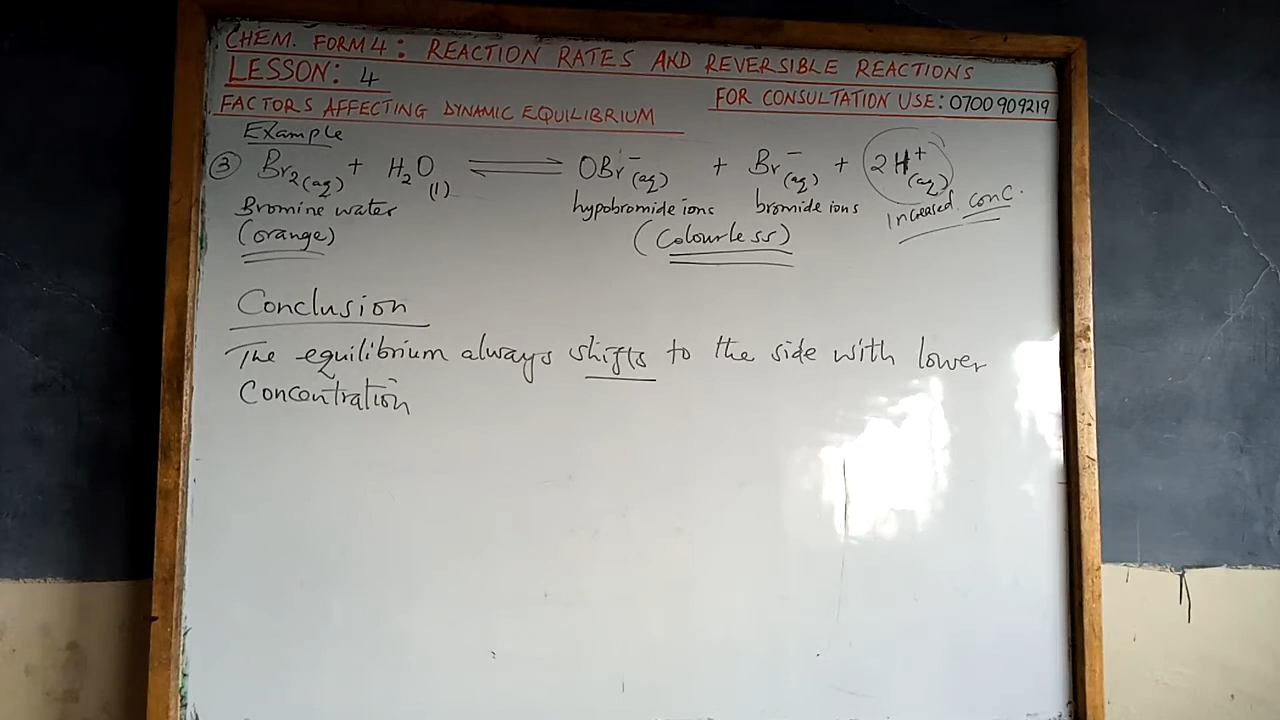 CHEM. FORM 4 : REACTION RATES AND REVERSIBLE REACTIONS
LESSON: 4
FOR CONSULTATION USE: 0700 909219
FACTORS AFFECTING DYNAMIC EQUILIBRIUM
Example
③ Br₂(aq) + H₂O(l) ⇌ OBr⁻(aq) + Br⁻(aq) + 2H⁺(aq)
Bromine water hypobromide ions bromide ions Increased conc.
(orange) (Colourless)
Conclusion
The equilibrium always shifts to the side with lower
Concentration